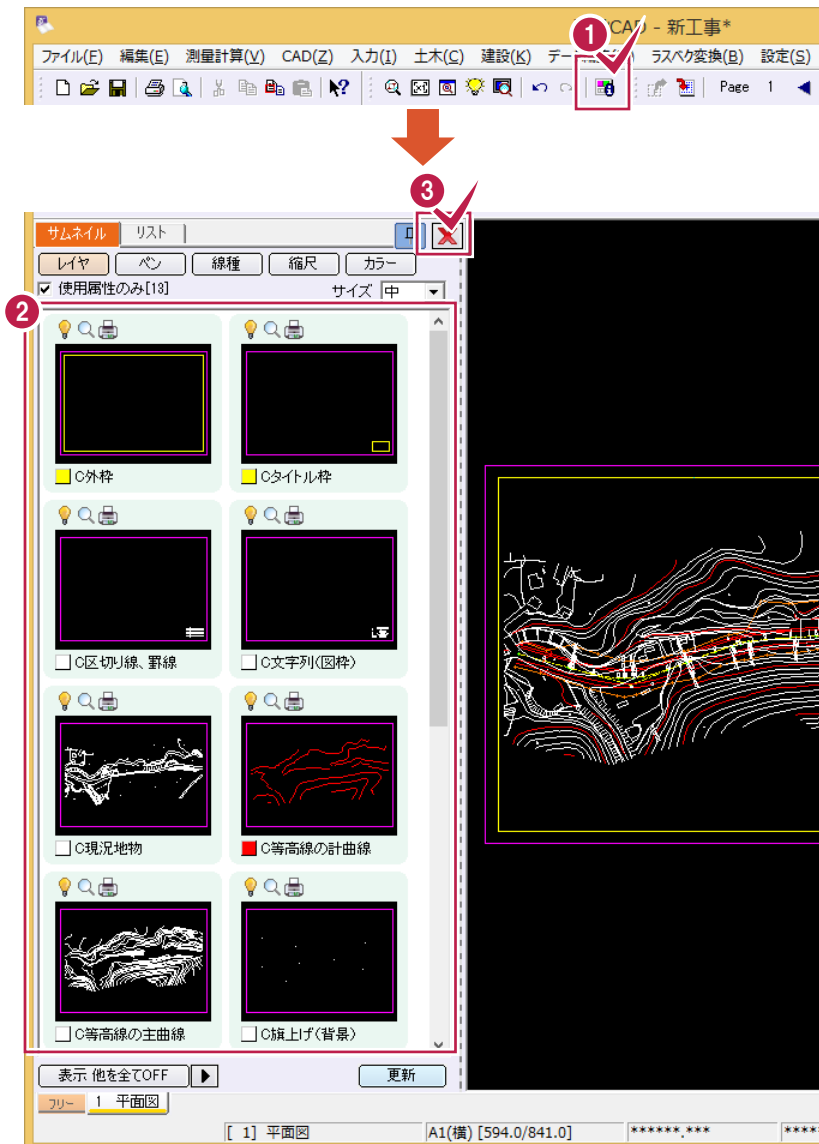 CAD - 新工事*
1
ファイル(F) 編集(E) 測量計算(V) CAD(Z) 入力(I) 土木(C) 建設(K) デー ラスベク変換(B) 設定(S)
Page 1
3
サムネイル リスト
レイヤ ペン 線種 縮尺 カラー
使用属性のみ[13] サイズ 中
2
C外枠 Cタイトル枠
C区切り線、罫線 C文字列(図枠)
C現況地物 C等高線の計曲線
C等高線の主曲線 C旗上げ(背景)
表示 他を全てOFF 更新
フリー 1 平面図
[ 1] 平面図 A1(横) [594.0/841.0] ******.*** ****